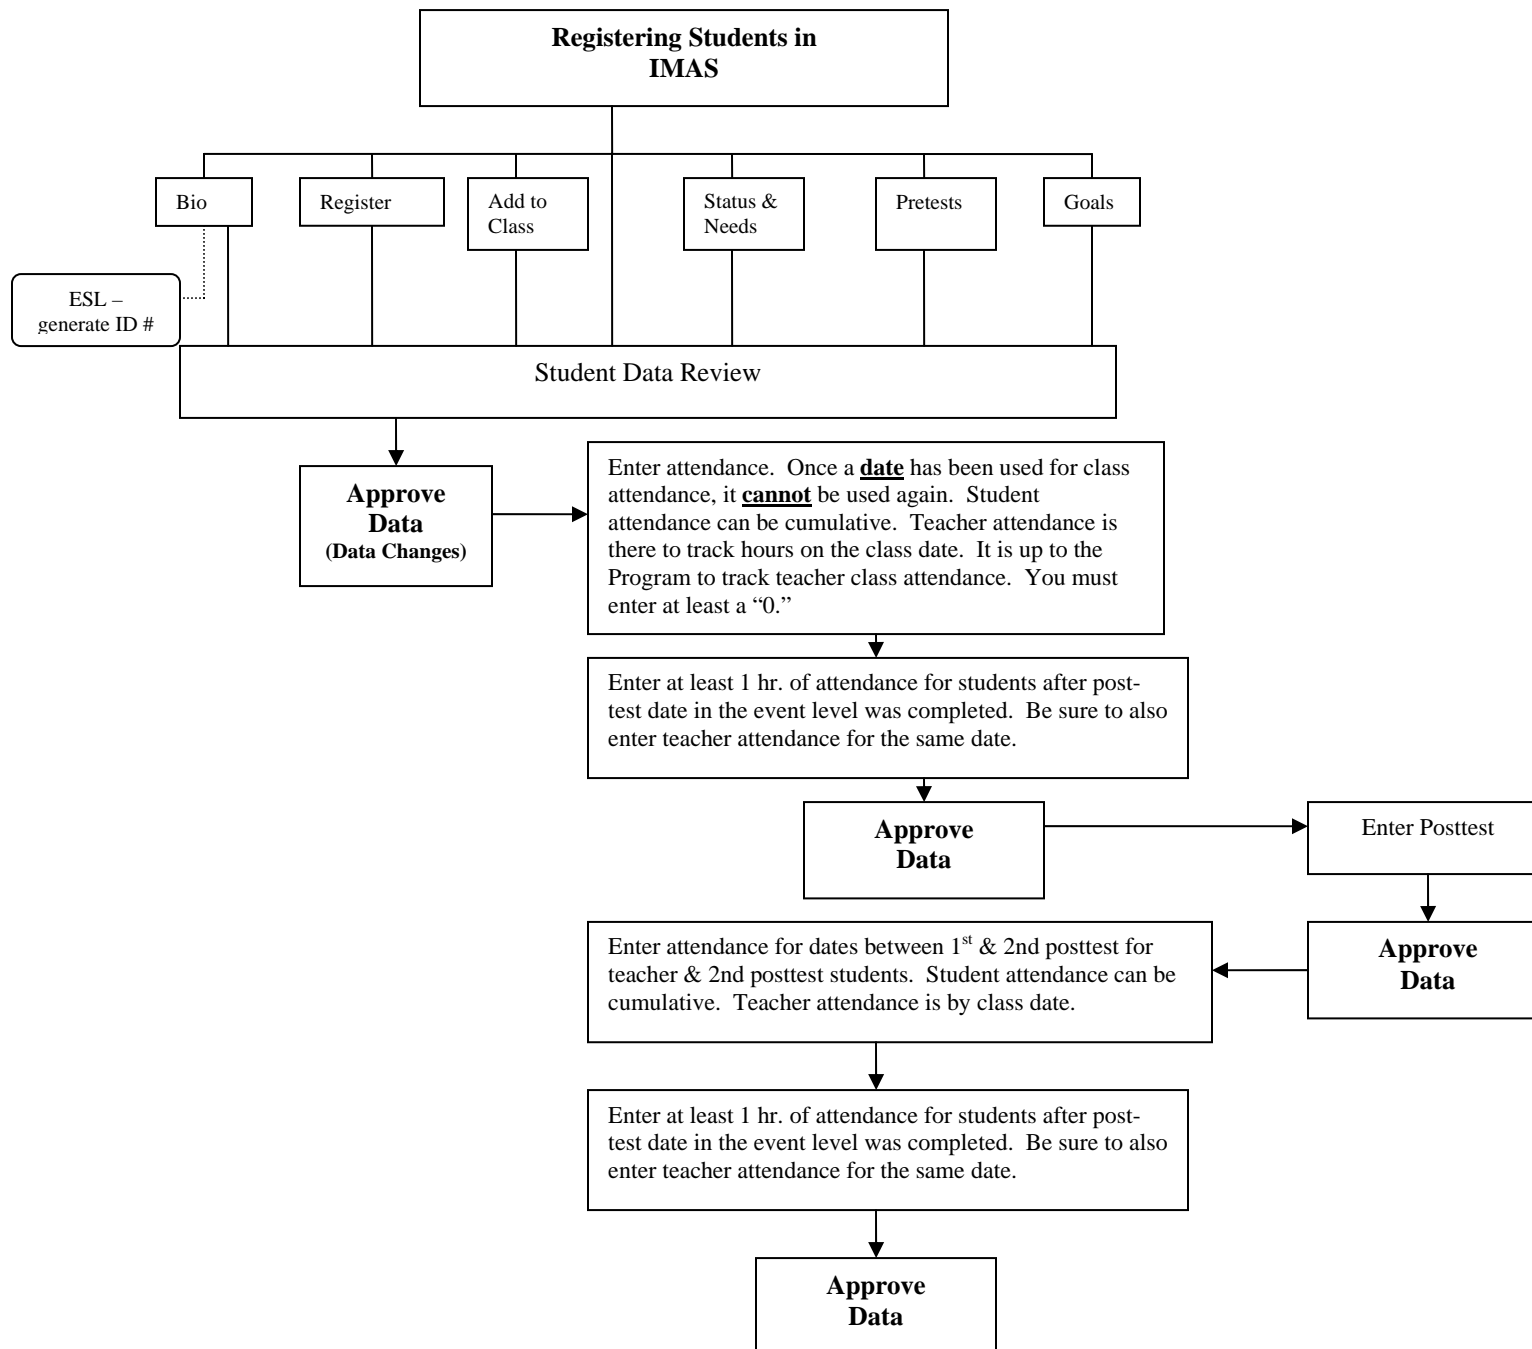 Registering Students in
IMAS
Bio
Register
Add to
Class
Status &
Needs
Pretests
Goals
ESL –
generate ID #
Student Data Review
Approve
Data
(Data Changes)
Enter attendance.  Once a date has been used for class
attendance, it cannot be used again.  Student
attendance can be cumulative.  Teacher attendance is
there to track hours on the class date.  It is up to the
Program to track teacher class attendance.  You must
enter at least a “0.”
Enter at least 1 hr. of attendance for students after post-
test date in the event level was completed.  Be sure to also
enter teacher attendance for the same date.
Approve
Data
Enter Posttest
Approve
Data
Enter attendance for dates between 1st & 2nd posttest for
teacher & 2nd posttest students.  Student attendance can be
cumulative.  Teacher attendance is by class date.
Enter at least 1 hr. of attendance for students after post-
test date in the event level was completed.  Be sure to also
enter teacher attendance for the same date.
Approve
Data